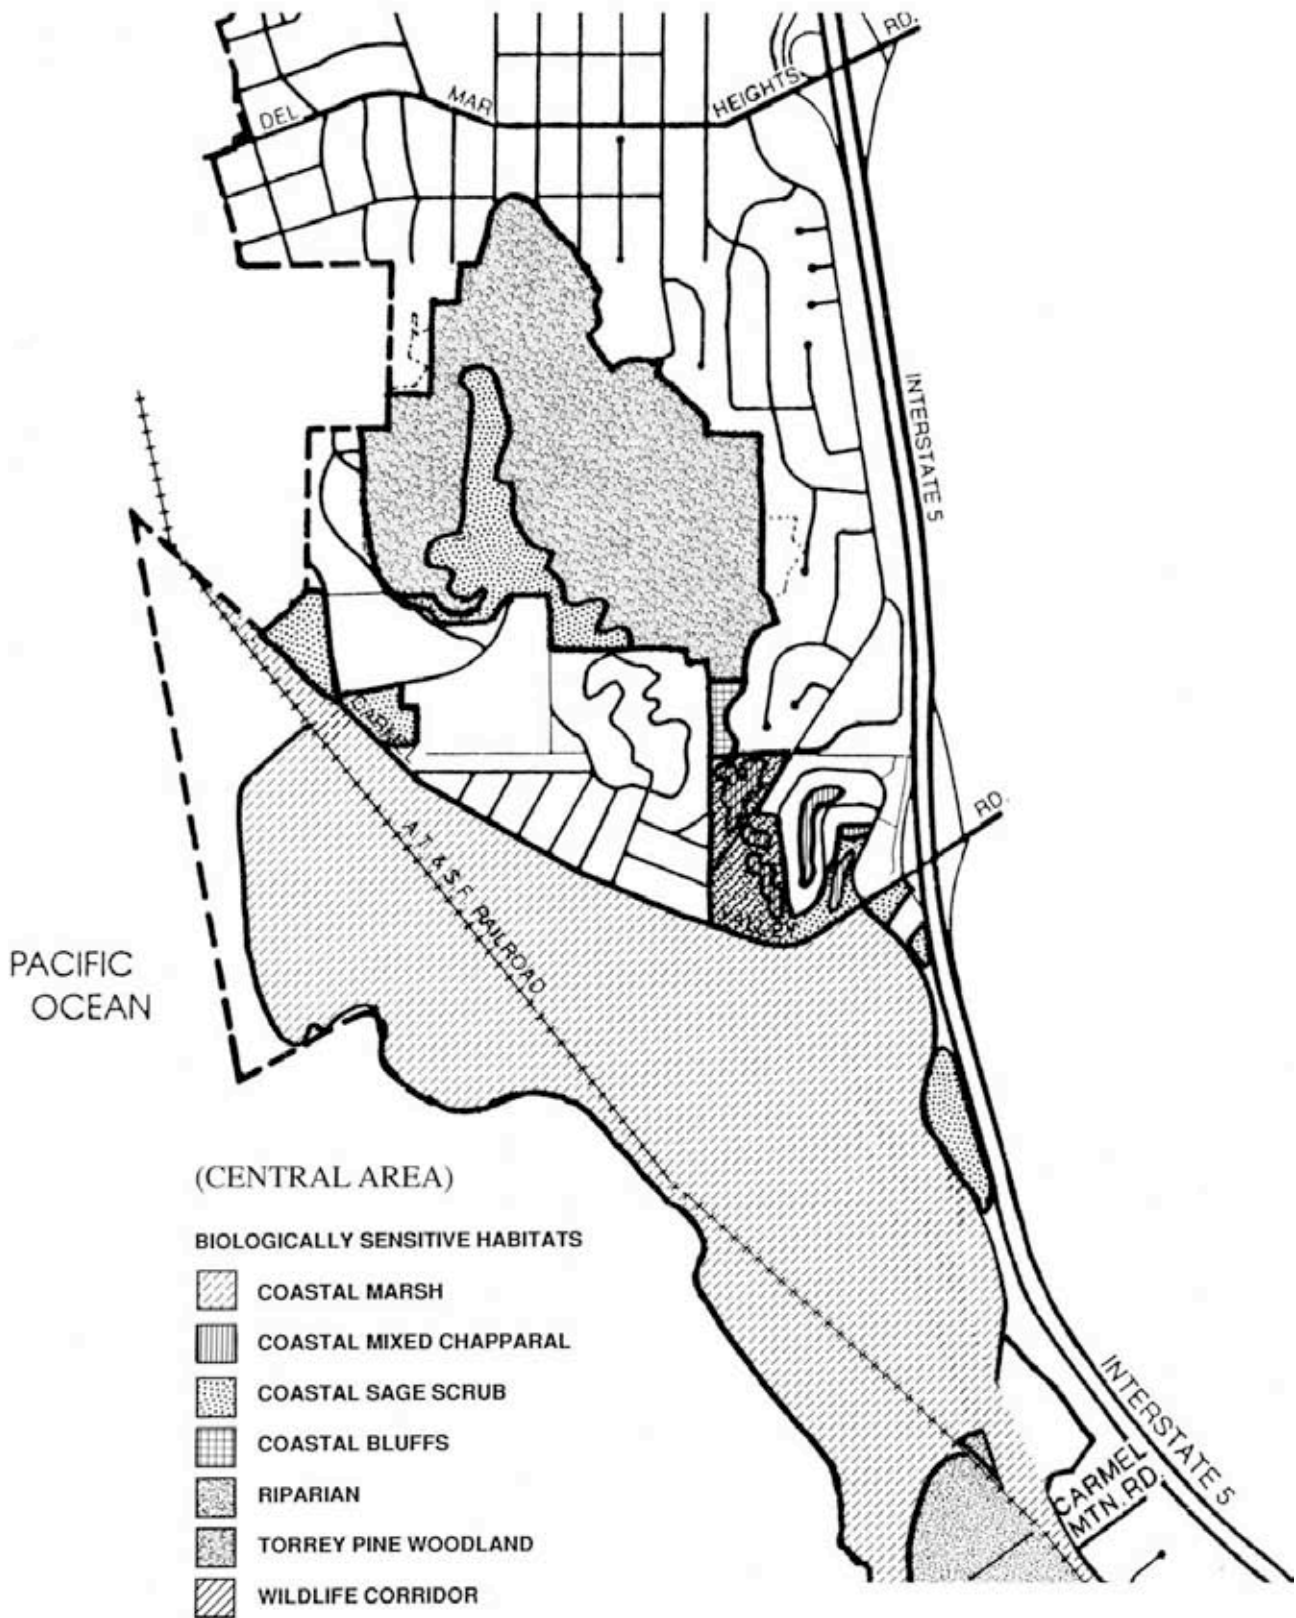 RD.
HEIGHTS
MAR
DEL
INTERSTATE 5
RD.
A.T. & S.F. RAILROAD
PACIFIC
OCEAN
(CENTRAL AREA)
BIOLOGICALLY SENSITIVE HABITATS
COASTAL MARSH
COASTAL MIXED CHAPPARAL
COASTAL SAGE SCRUB
COASTAL BLUFFS
RIPARIAN
TORREY PINE WOODLAND
WILDLIFE CORRIDOR
INTERSTATE 5
CARMEL
MTN. RD.